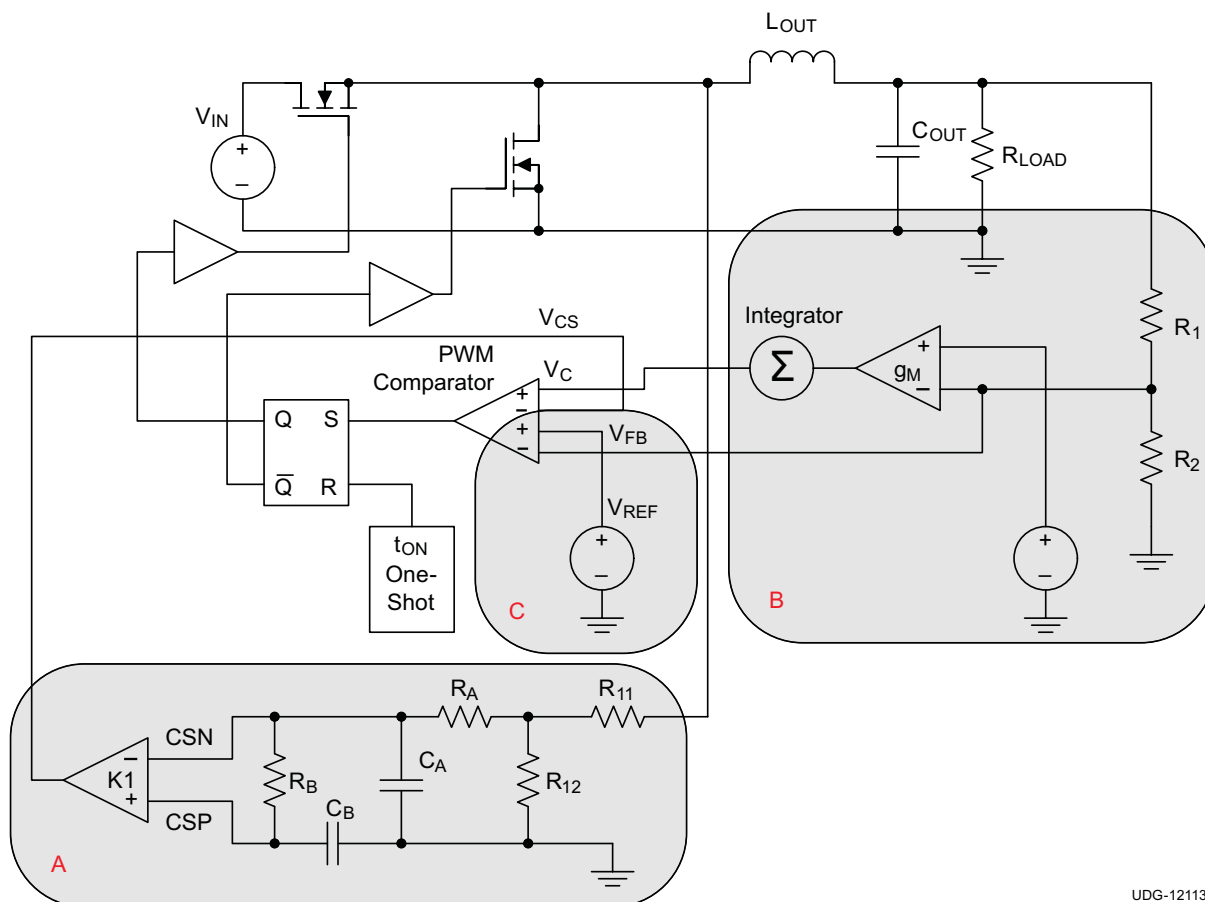 LOUT
VIN
COUT
RLOAD
VCS
Integrator
R1
PWM
Comparator
VC
Σ
gM
+
−
Q
S
Q̅
R
VFB
R2
VREF
tON
One-
Shot
C
B
RA
R11
CSN
K1
RB
CA
R12
CB
CSP
A
UDG-12113